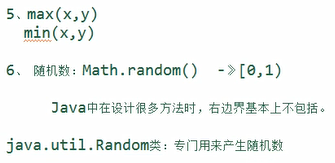 5、max(x,y)
min(x,y)
6、 随机数：Math.random() -》[0,1)
Java中在设计很多方法时，右边界基本上不包括。
java.util.Random类：专门用来产生随机数